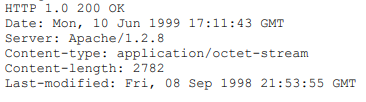 HTTP 1.0 200 OK
Date: Mon, 10 Jun 1999 17:11:43 GMT
Server: Apache/1.2.8
Content-type: application/octet-stream
Content-length: 2782
Last-modified: Fri, 08 Sep 1998 21:53:55 GMT